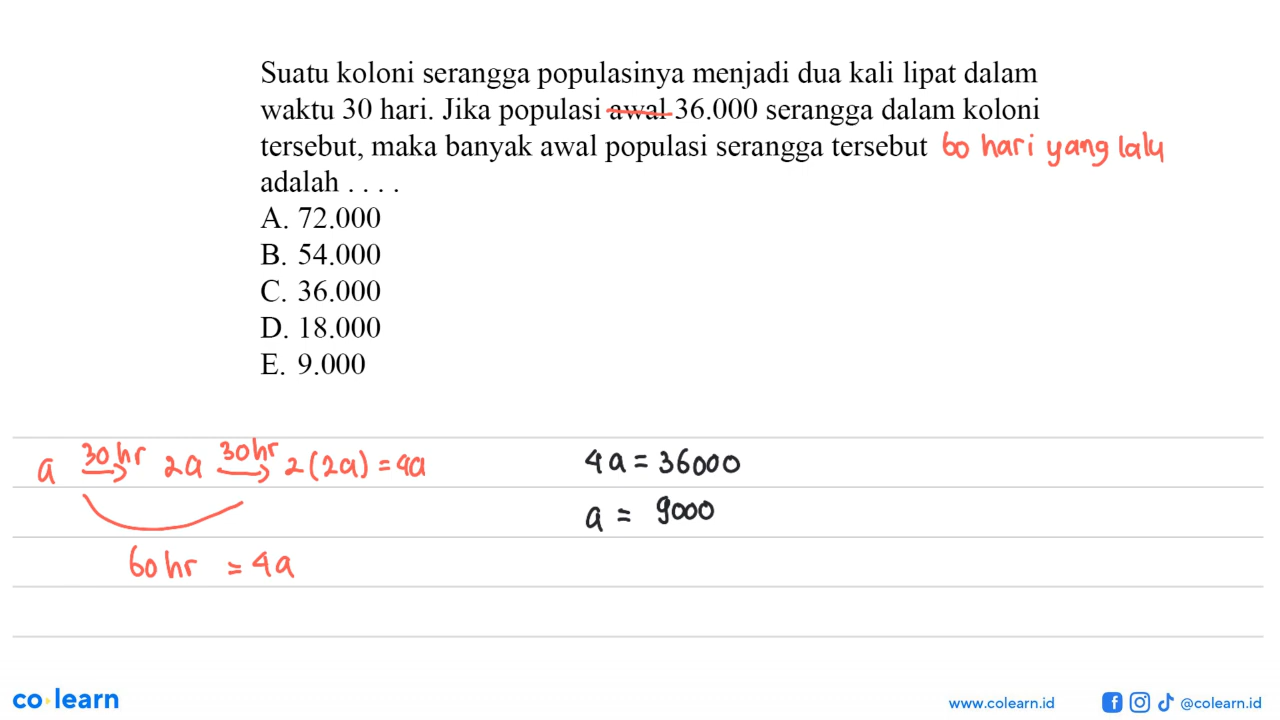 Suatu koloni serangga populasinya menjadi dua kali lipat dalam
waktu 30 hari. Jika populasi awal 36.000 serangga dalam koloni
tersebut, maka banyak awal populasi serangga tersebut 60 hari yang lalu
adalah . . . .
A. 72.000
B. 54.000
C. 36.000
D. 18.000
E. 9.000
a 30 hr → 2a 30 hr → 2(2a) = 4a
4a = 36000
a = 9000
60 hr = 4a
co·learn
www.colearn.id
@colearn.id